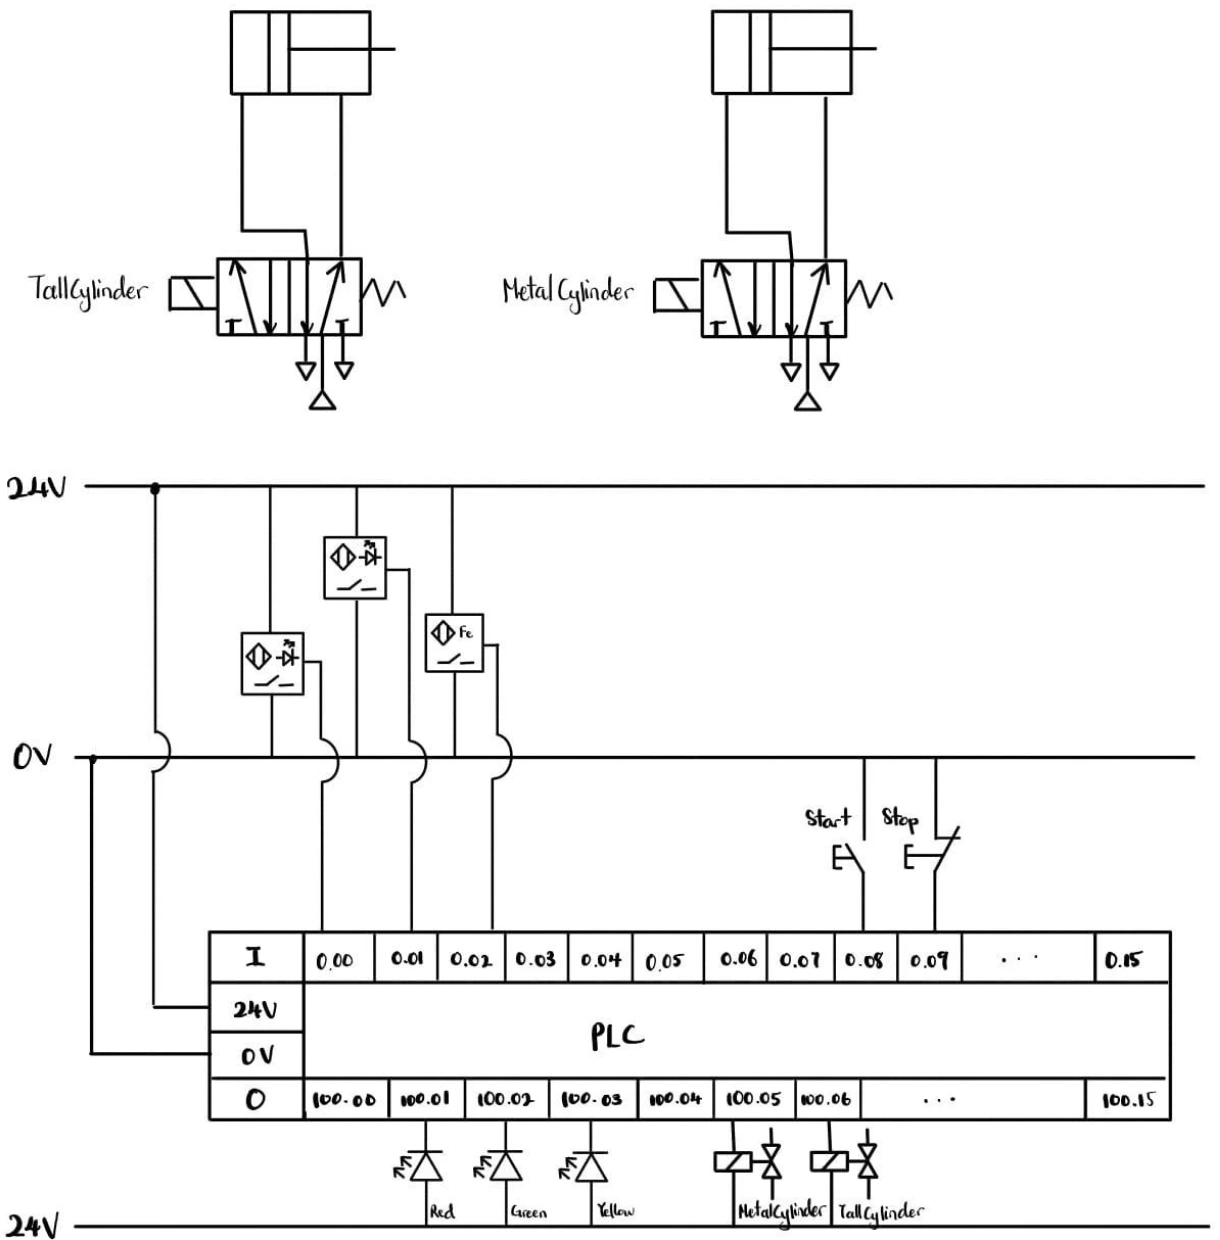 TallCylinder
MetalCylinder
24V
Fe
0V
Start Stop
I 0.00 0.01 0.02 0.03 0.04 0.05 0.06 0.07 0.08 0.09 ... 0.15
24V
PLC
0V
O 100.00 100.01 100.02 100.03 100.04 100.05 100.06 ... 100.15
Red Green Yellow MetalCylinder TallCylinder
24V